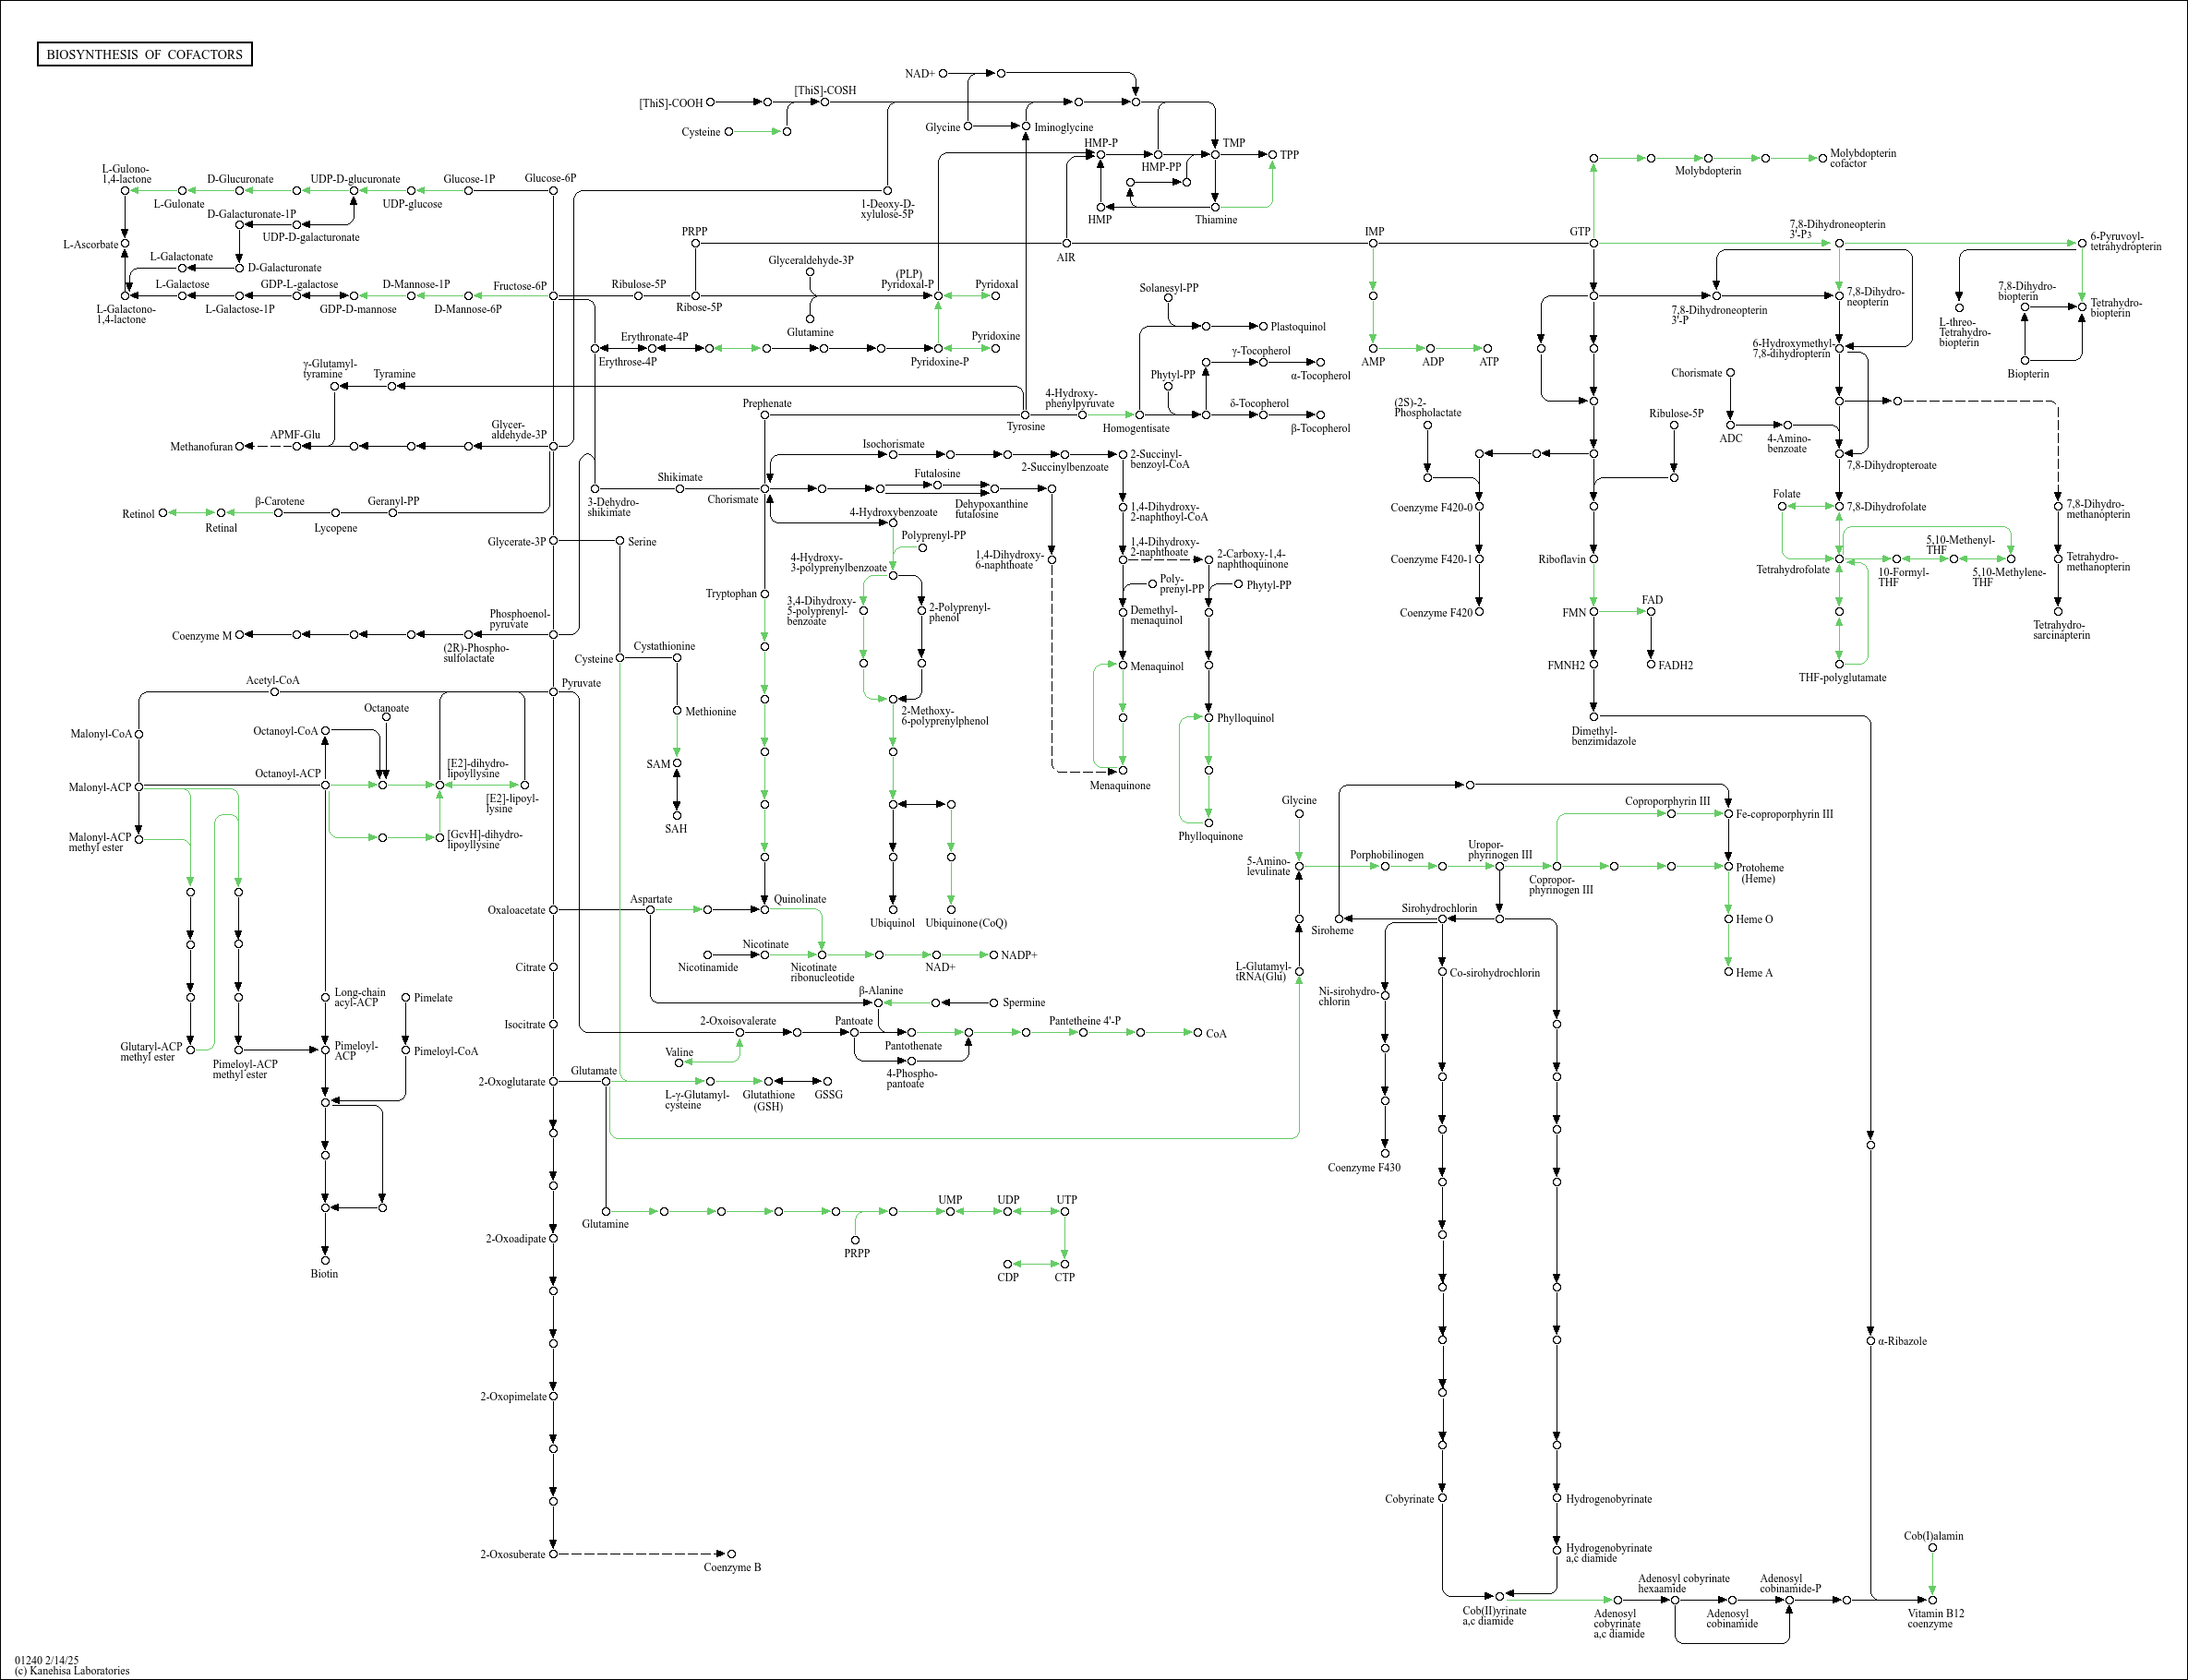 BIOSYNTHESIS OF COFACTORS
NAD+
[ThiS]-COOH
[ThiS]-COSH
Cysteine
Glycine
Iminoglycine
HMP-P
TMP
TPP
HMP-PP
HMP
Thiamine
Molybdopterin
cofactor
Molybdopterin
L-Gulono-
1,4-lactone
D-Glucuronate
UDP-D-glucuronate
Glucose-1P
Glucose-6P
L-Gulonate
UDP-glucose
1-Deoxy-D-
xylulose-5P
D-Galacturonate-1P
UDP-D-galacturonate
L-Ascorbate
PRPP
AIR
IMP
GTP
7,8-Dihydroneopterin
3'-P3
6-Pyruvoyl-
tetrahydropterin
L-Galactonate
D-Galacturonate
L-Galactose
GDP-L-galactose
D-Mannose-1P
Fructose-6P
Ribulose-5P
Glyceraldehyde-3P
(PLP)
Pyridoxal-P
Pyridoxal
L-Galactono-
1,4-lactone
L-Galactose-1P
GDP-D-mannose
D-Mannose-6P
Ribose-5P
Solanesyl-PP
7,8-Dihydroneopterin
3'-P
7,8-Dihydro-
neopterin
7,8-Dihydro-
biopterin
Tetrahydro-
biopterin
L-threo-
Tetrahydro-
biopterin
Glutamine
Erythronate-4P
Pyridoxine
Plastoquinol
Erythrose-4P
Pyridoxine-P
γ-Tocopherol
α-Tocopherol
AMP
ADP
ATP
6-Hydroxymethyl-
7,8-dihydropterin
Biopterin
γ-Glutamyl-
tyramine
Tyramine
Phytyl-PP
Chorismate
Prephenate
4-Hydroxy-
phenylpyruvate
δ-Tocopherol
(2S)-2-
Phospholactate
Ribulose-5P
Tyrosine
Homogentisate
β-Tocopherol
ADC
4-Amino-
benzoate
Methanofuran
APMF-Glu
Glycer-
aldehyde-3P
Isochorismate
2-Succinylbenzoate
2-Succinyl-
benzoyl-CoA
7,8-Dihydropteroate
Shikimate
Futalosine
3-Dehydro-
shikimate
Chorismate
Dehypoxanthine
futalosine
Retinol
β-Carotene
Geranyl-PP
Retinal
Lycopene
4-Hydroxybenzoate
1,4-Dihydroxy-
2-naphthoyl-CoA
Coenzyme F420-0
Folate
7,8-Dihydrofolate
7,8-Dihydro-
methanopterin
Glycerate-3P
Serine
Polyprenyl-PP
4-Hydroxy-
3-polyprenylbenzoate
1,4-Dihydroxy-
6-naphthoate
1,4-Dihydroxy-
2-naphthoate
2-Carboxy-1,4-
naphthoquinone
Coenzyme F420-1
Riboflavin
5,10-Methenyl-
THF
Tetrahydrofolate
10-Formyl-
THF
5,10-Methylene-
THF
Tetrahydro-
methanopterin
Poly-
prenyl-PP
Phytyl-PP
Tryptophan
3,4-Dihydroxy-
5-polyprenyl-
benzoate
2-Polyprenyl-
phenol
Demethyl-
menaquinol
Coenzyme F420
FMN
FAD
Tetrahydro-
sarcinapterin
Coenzyme M
Phosphoenol-
pyruvate
(2R)-Phospho-
sulfolactate
Cysteine
Cystathionine
Menaquinol
FMNH2
FADH2
THF-polyglutamate
Acetyl-CoA
Pyruvate
Methionine
2-Methoxy-
6-polyprenylphenol
Phylloquinol
Dimethyl-
benzimidazole
Malonyl-CoA
Octanoate
Octanoyl-CoA
SAM
Octanoyl-ACP
[E2]-dihydro-
lipoyllysine
[E2]-lipoyl-
lysine
Malonyl-ACP
Menaquinone
SAH
Malonyl-ACP
methyl ester
[GcvH]-dihydro-
lipoyllysine
Phylloquinone
Glycine
Coproporphyrin III
Fe-coproporphyrin III
5-Amino-
levulinate
Porphobilinogen
Uropor-
phyrinogen III
Copropor-
phyrinogen III
Protoheme
(Heme)
Oxaloacetate
Aspartate
Quinolinate
Ubiquinol
Ubiquinone(CoQ)
Siroheme
Sirohydrochlorin
Heme O
Nicotinate
Nicotinamide
Nicotinate
ribonucleotide
NAD+
NADP+
Citrate
L-Glutamyl-
tRNA(Glu)
Co-sirohydrochlorin
Heme A
Long-chain
acyl-ACP
Pimelate
β-Alanine
Spermine
Ni-sirohydro-
chlorin
Isocitrate
2-Oxoisovalerate
Pantoate
Pantetheine 4'-P
CoA
Glutaryl-ACP
methyl ester
Pimeloyl-ACP
methyl ester
Pimeloyl-
ACP
Pimeloyl-CoA
Valine
Pantothenate
4-Phospho-
pantoate
2-Oxoglutarate
Glutamate
L-γ-Glutamyl-
cysteine
Glutathione
(GSH)
GSSG
Coenzyme F430
Glutamine
UMP
UDP
UTP
PRPP
CDP
CTP
2-Oxoadipate
Biotin
α-Ribazole
2-Oxopimelate
Cobyrinate
Hydrogenobyrinate
2-Oxosuberate
Coenzyme B
Hydrogenobyrinate
a,c diamide
Cob(I)alamin
Cob(II)yrinate
a,c diamide
Adenosyl
cobyrinate
a,c diamide
Adenosyl cobyrinate
hexaamide
Adenosyl
cobinamide
Adenosyl
cobinamide-P
Vitamin B12
coenzyme
01240 2/14/25
(c) Kanehisa Laboratories